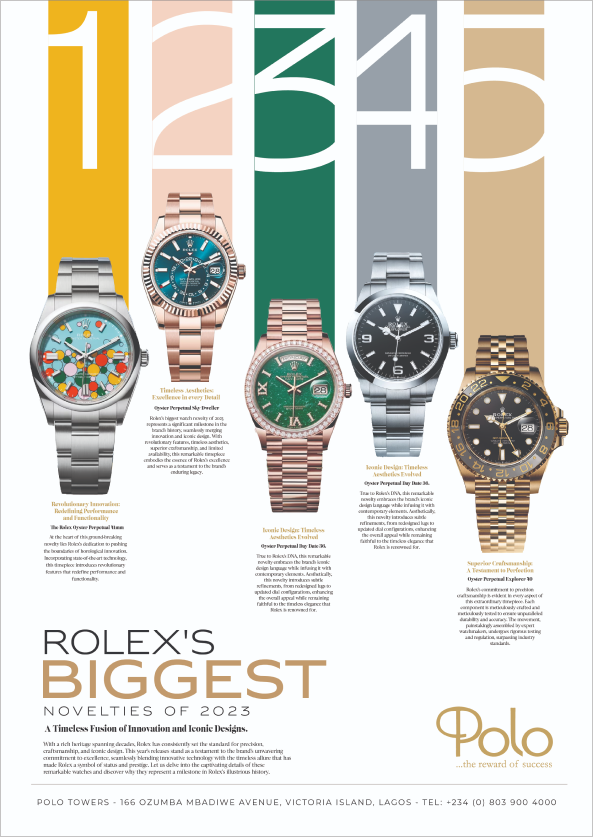 1
2
3
4
5
Timeless Aesthetics:
Excellence in every Detail
Oyster Perpetual Sky-Dweller
Rolex's biggest watch novelty of 2023,
represents a significant milestone in the
brand's history, seamlessly merging
innovation and iconic design. With
revolutionary features, timeless aesthetics,
superior craftsmanship, and limited
availability, this remarkable timepiece
embodies the essence of Rolex's excellence
and serves as a testament to the brand's
enduring legacy.
Revolutionary Innovation:
Redefining Performance
and Functionality
The Rolex Oyster Perpetual 31mm
At the heart of this ground-breaking
novelty lies Rolex's dedication to pushing
the boundaries of horological innovation.
Incorporating state-of-the-art technology,
this timepiece introduces revolutionary
features that redefine performance and
functionality.
Iconic Design: Timeless
Aesthetics Evolved
Oyster Perpetual Day Date 36.
True to Rolex's DNA, this remarkable
novelty embraces the brand's iconic
design language while infusing it with
contemporary elements. Aesthetically,
this novelty introduces subtle
refinements, from redesigned lugs to
updated dial configurations, enhancing
the overall appeal while remaining
faithful to the timeless elegance that
Rolex is renowned for.
Iconic Design: Timeless
Aesthetics Evolved
Oyster Perpetual Day Date 36.
True to Rolex's DNA, this remarkable
novelty embraces the brand's iconic
design language while infusing it with
contemporary elements. Aesthetically,
this novelty introduces subtle
refinements, from redesigned lugs to
updated dial configurations, enhancing
the overall appeal while remaining
faithful to the timeless elegance that
Rolex is renowned for.
Superior Craftsmanship:
A Testament to Perfection
Oyster Perpetual Explorer 40
Rolex's commitment to precision
craftsmanship is evident in every aspect of
this extraordinary timepiece. Each
component is meticulously crafted and
meticulously tested to ensure unparalleled
durability and accuracy. The movement,
painstakingly assembled by expert
watchmakers, undergoes rigorous testing
and regulation, surpassing industry
standards.
ROLEX'S
BIGGEST
NOVELTIES OF 2023
A Timeless Fusion of Innovation and Iconic Designs.
With a rich heritage spanning decades, Rolex has consistently set the standard for precision,
craftsmanship, and iconic design. This year's releases stand as a testament to the brand's unwavering
commitment to excellence, seamlessly blending innovative technology with the timeless allure that has
made Rolex a symbol of status and prestige. Let us delve into the captivating details of these
remarkable watches and discover why they represent a milestone in Rolex's illustrious history.
Polo
...the reward of success
POLO TOWERS - 166 OZUMBA MBADIWE AVENUE, VICTORIA ISLAND, LAGOS - TEL: +234 (0) 803 900 4000